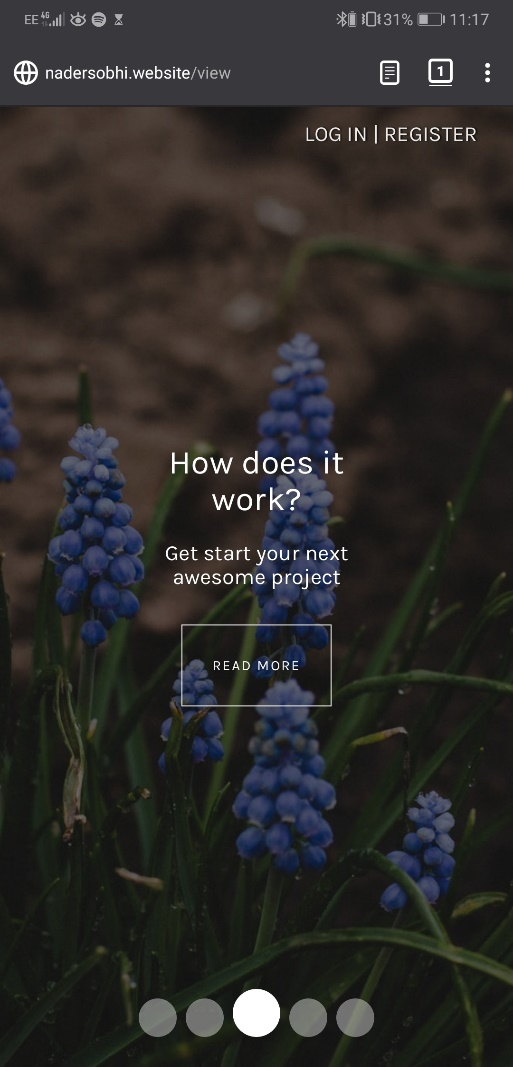 EE 4G 31% 11:17
nadersobhi.website/view
1
LOG IN | REGISTER
How does it
work?
Get start your next
awesome project
READ MORE